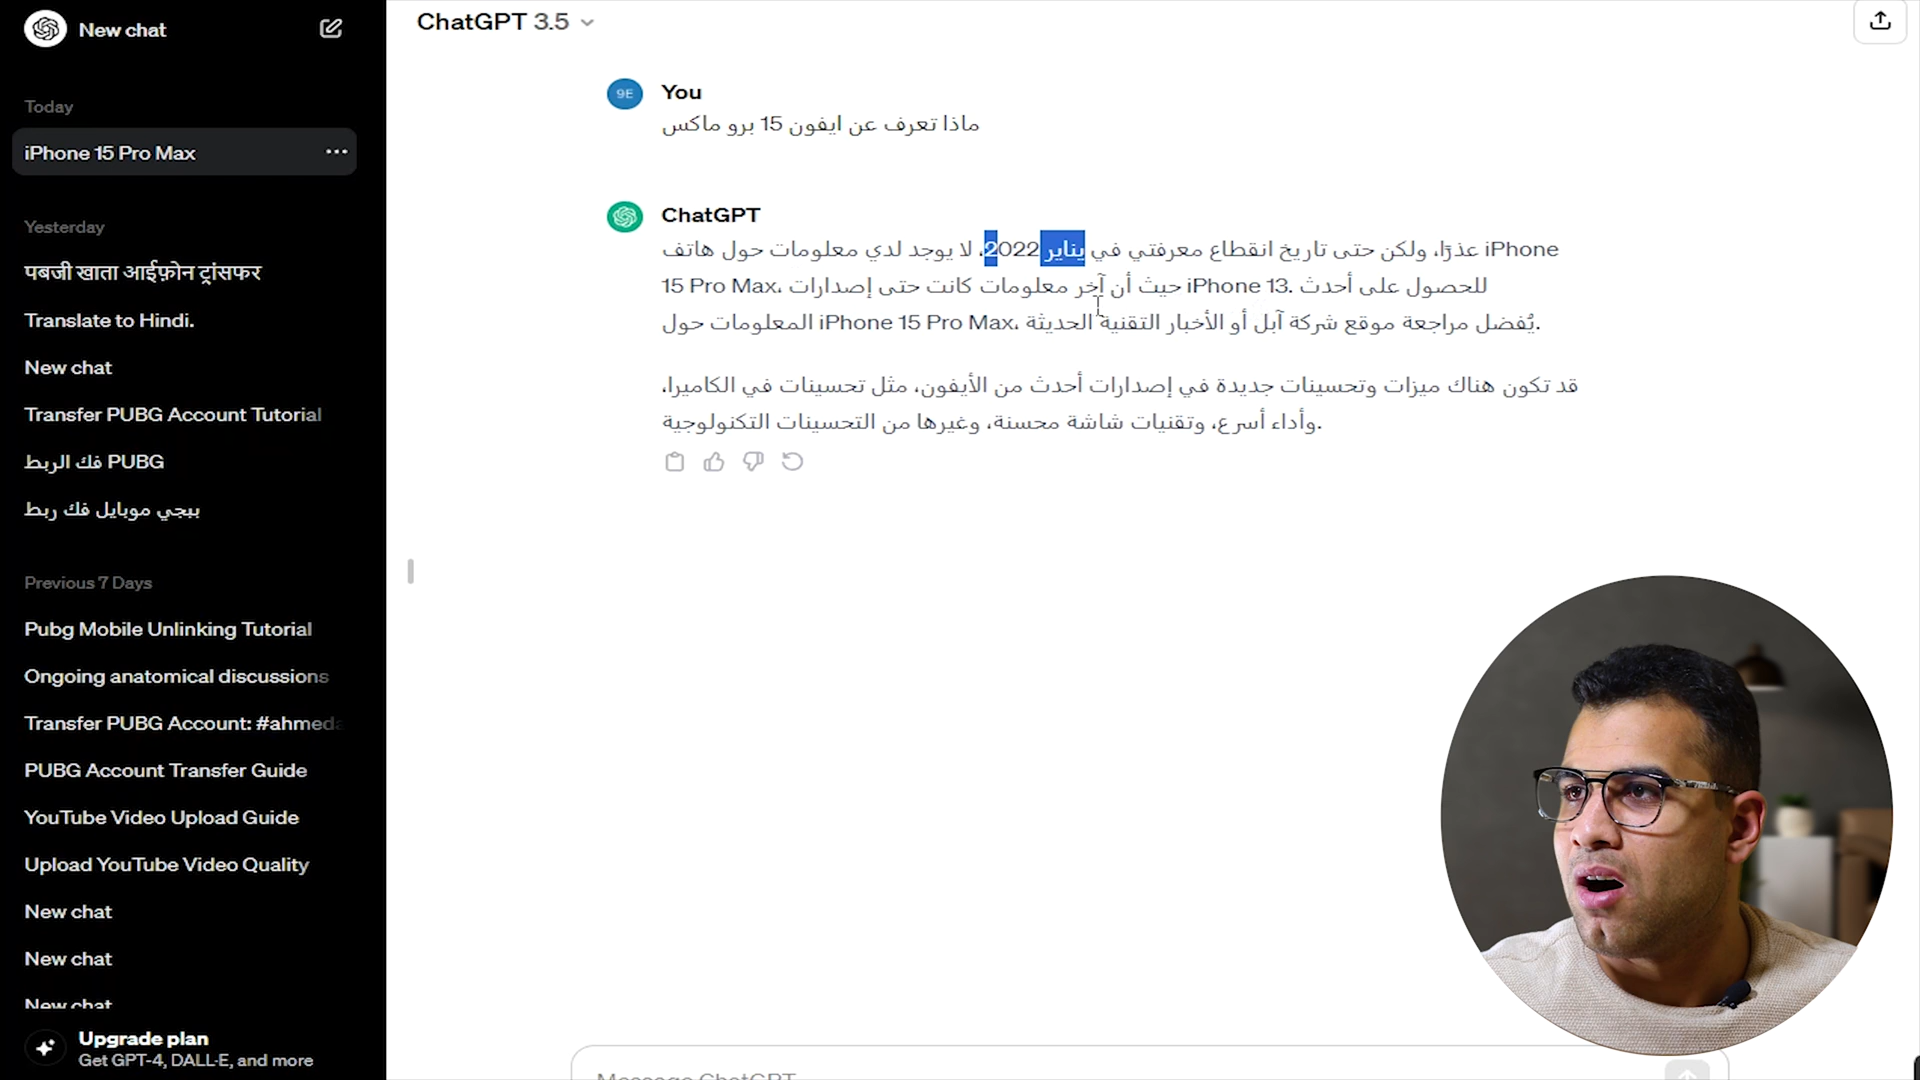 New chat
Today
iPhone 15 Pro Max
Yesterday
पबजी खाता आईफ़ोन ट्रांसफर
Translate to Hindi.
New chat
Transfer PUBG Account Tutorial
فك الربط PUBG
ببجي موبايل فك ربط
Previous 7 Days
Pubg Mobile Unlinking Tutorial
Ongoing anatomical discussions
Transfer PUBG Account: #ahmeda
PUBG Account Transfer Guide
YouTube Video Upload Guide
Upload YouTube Video Quality
New chat
New chat
New chat
Upgrade plan
Get GPT-4, DALL·E, and more
ChatGPT 3.5
9E
You
ماذا تعرف عن ايفون 15 برو ماكس
ChatGPT
عذرًا، ولكن حتى تاريخ انقطاع معرفتي في يناير 2022، لا يوجد لدي معلومات حول هاتف iPhone
15 Pro Max، حيث أن آخر معلومات كانت حتى إصدارات iPhone 13. للحصول على أحدث
المعلومات حول iPhone 15 Pro Max، يُفضل مراجعة موقع شركة آبل أو الأخبار التقنية الحديثة.
قد تكون هناك ميزات وتحسينات جديدة في إصدارات أحدث من الأيفون، مثل تحسينات في الكاميرا،
وأداء أسرع، وتقنيات شاشة محسنة، وغيرها من التحسينات التكنولوجية.
Message ChatGPT